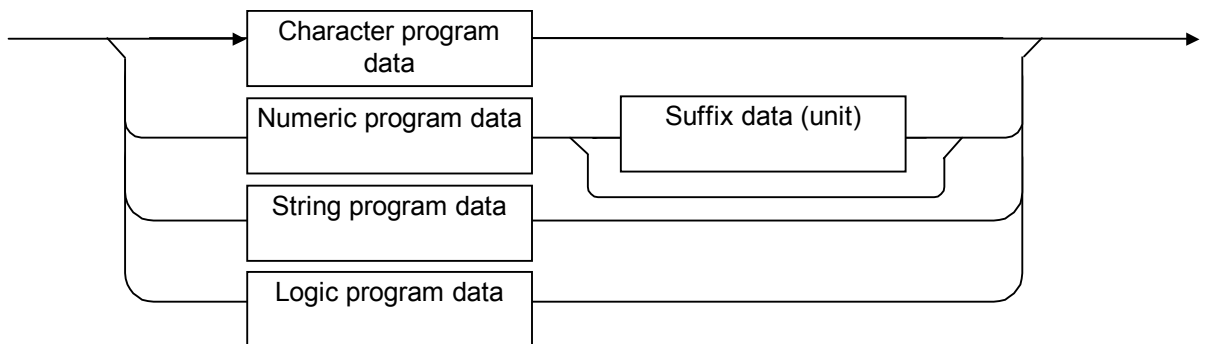 Character program
data
Numeric program data
Suffix data (unit)
String program data
Logic program data